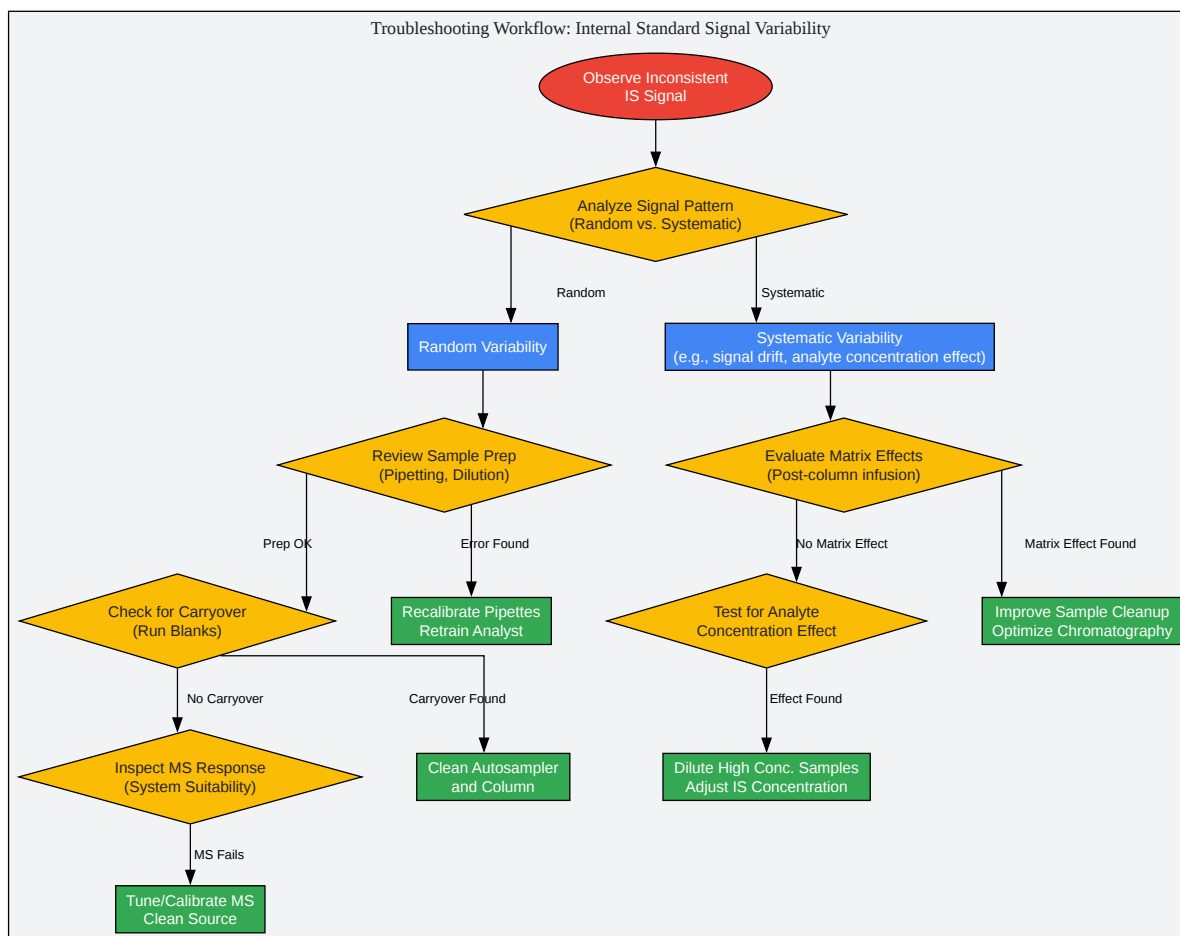 Troubleshooting Workflow: Internal Standard Signal Variability
Observe Inconsistent
IS Signal
Analyze Signal Pattern
(Random vs. Systematic)
Random
Systematic
Random Variability
Systematic Variability
(e.g., signal drift, analyte concentration effect)
Review Sample Prep
(Pipetting, Dilution)
Evaluate Matrix Effects
(Post-column infusion)
Prep OK
Error Found
No Matrix Effect
Matrix Effect Found
Check for Carryover
(Run Blanks)
Recalibrate Pipettes
Retrain Analyst
Test for Analyte
Concentration Effect
Improve Sample Cleanup
Optimize Chromatography
No Carryover
Carryover Found
Effect Found
Inspect MS Response
(System Suitability)
Clean Autosampler
and Column
Dilute High Conc. Samples
Adjust IS Concentration
MS Fails
Tune/Calibrate MS
Clean Source